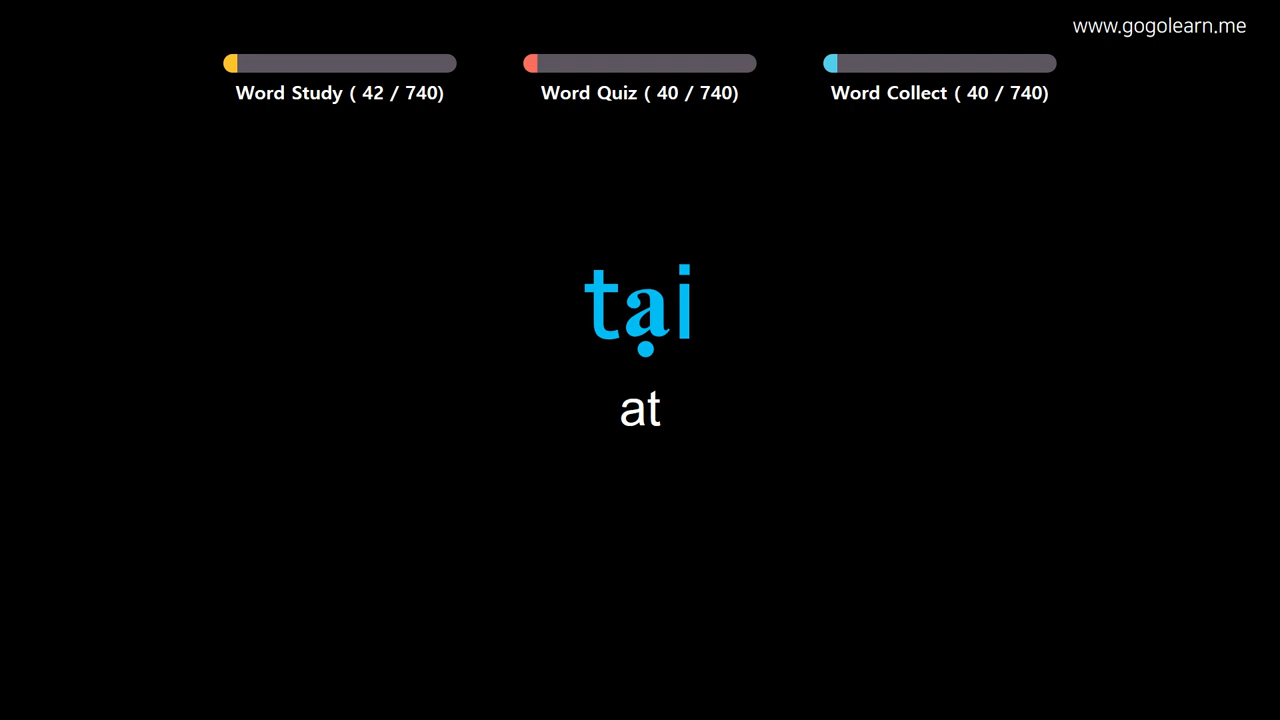 www.gogolearn.me
Word Study ( 42 / 740)
Word Quiz ( 40 / 740)
Word Collect ( 40 / 740)
tại
at